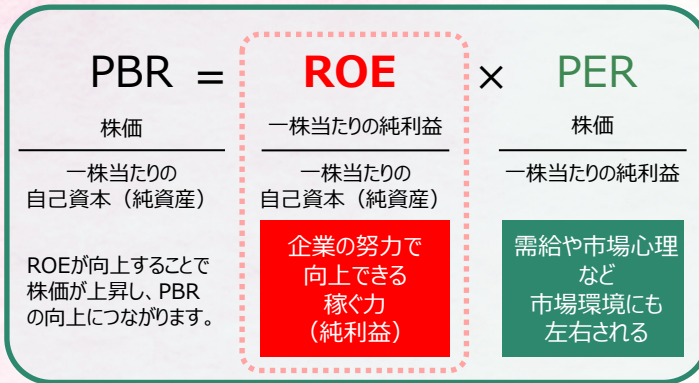 PBR = ROE × PER
株価
一株当たりの
自己資本（純資産）
一株当たりの純利益
一株当たりの
自己資本（純資産）
株価
一株当たりの純利益
ROEが向上することで
株価が上昇し、PBR
の向上につながります。
企業の努力で
向上できる
稼ぐ力
（純利益）
需給や市場心理
など
市場環境にも
左右される